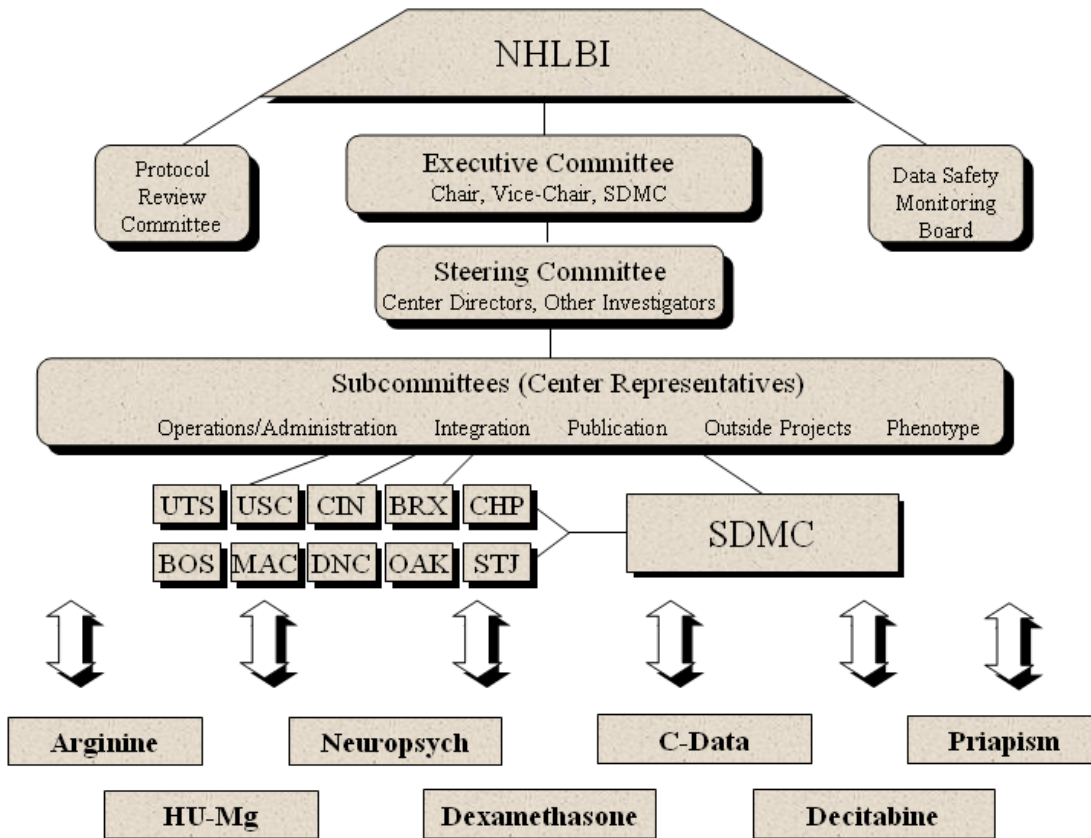 NHLBI
Protocol
Review
Committee
Executive Committee
Chair, Vice-Chair, SDMC
Data Safety
Monitoring
Board
Steering Committee
Center Directors, Other Investigators
Subcommittees (Center Representatives)
Operations/Administration Integration Publication Outside Projects Phenotype
UTS USC CIN BRX CHP
BOS MAC DNC OAK STJ
SDMC
Arginine Neuropsych C-Data Priapism
HU-Mg Dexamethasone Decitabine